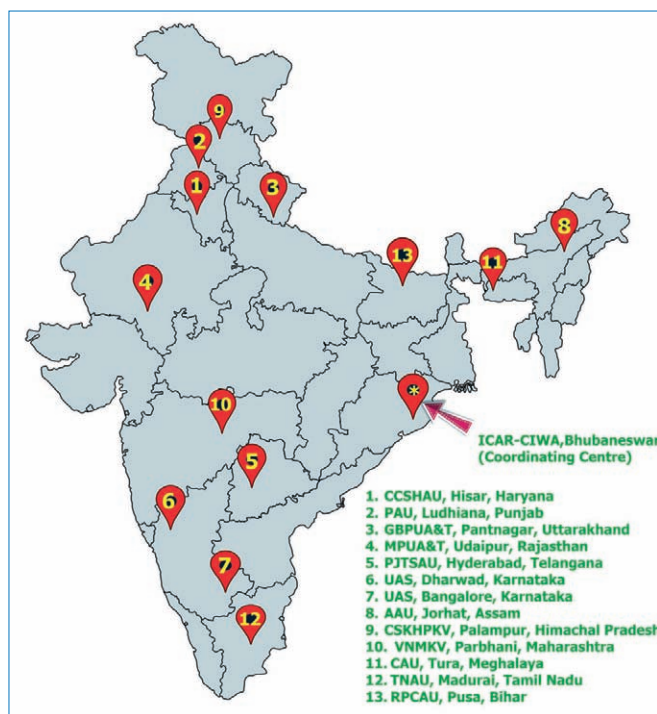 9
2
1
3
8
13
11
4
*
10
ICAR-CIWA,Bhubaneswar
(Coordinating Centre)
5
6
1. CCSHAU, Hisar, Haryana
2. PAU, Ludhiana, Punjab
3. GBPUA&T, Pantnagar, Uttarakhand
4. MPUA&T, Udaipur, Rajasthan
5. PJTSAU, Hyderabad, Telangana
6. UAS, Dharwad, Karnataka
7. UAS, Bangalore, Karnataka
8. AAU, Jorhat, Assam
9. CSKHPKV, Palampur, Himachal Pradesh
10. VNMKV, Parbhani, Maharashtra
11. CAU, Tura, Meghalaya
12. TNAU, Madurai, Tamil Nadu
13. RPCAU, Pusa, Bihar
7
12